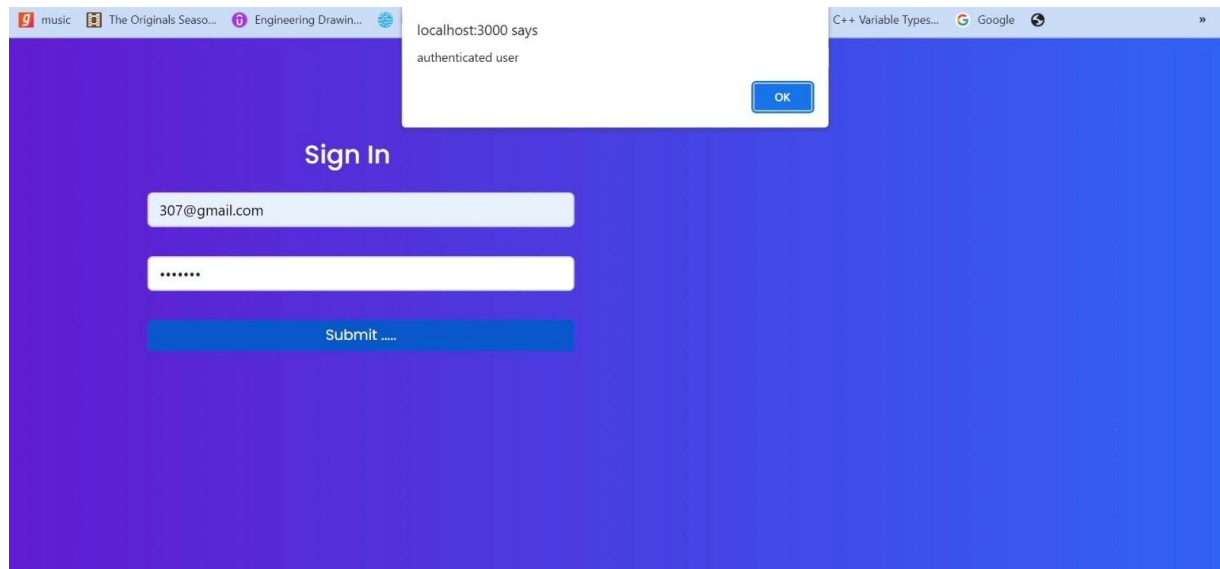 music The Originals Seaso... Engineering Drawin... C++ Variable Types... Google »
localhost:3000 says
authenticated user
OK
Sign In
307@gmail.com
•••••••
Submit .....